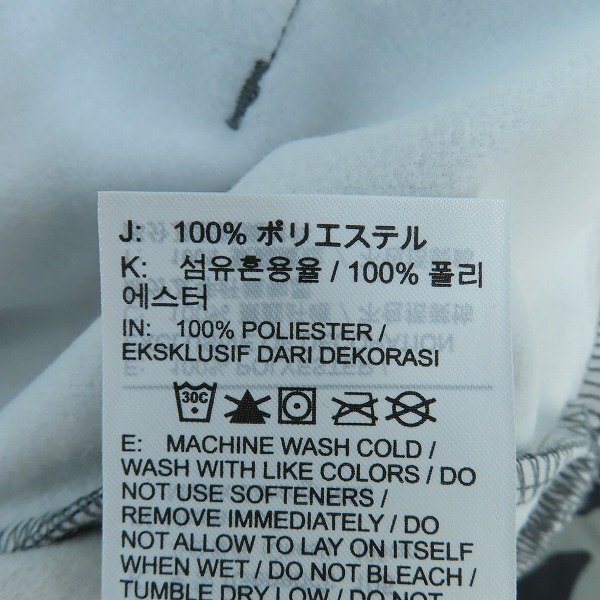 J: 100% ポリエステル
K: 섬유혼용율 / 100% 폴리
에스터
IN: 100% POLIESTER /
EKSKLUSIF DARI DEKORASI
30C
E: MACHINE WASH COLD /
WASH WITH LIKE COLORS / DO
NOT USE SOFTENERS /
REMOVE IMMEDIATELY / DO
NOT ALLOW TO LAY ON ITSELF
WHEN WET / DO NOT BLEACH /
TUMBLE DRY LOW / DO NOT